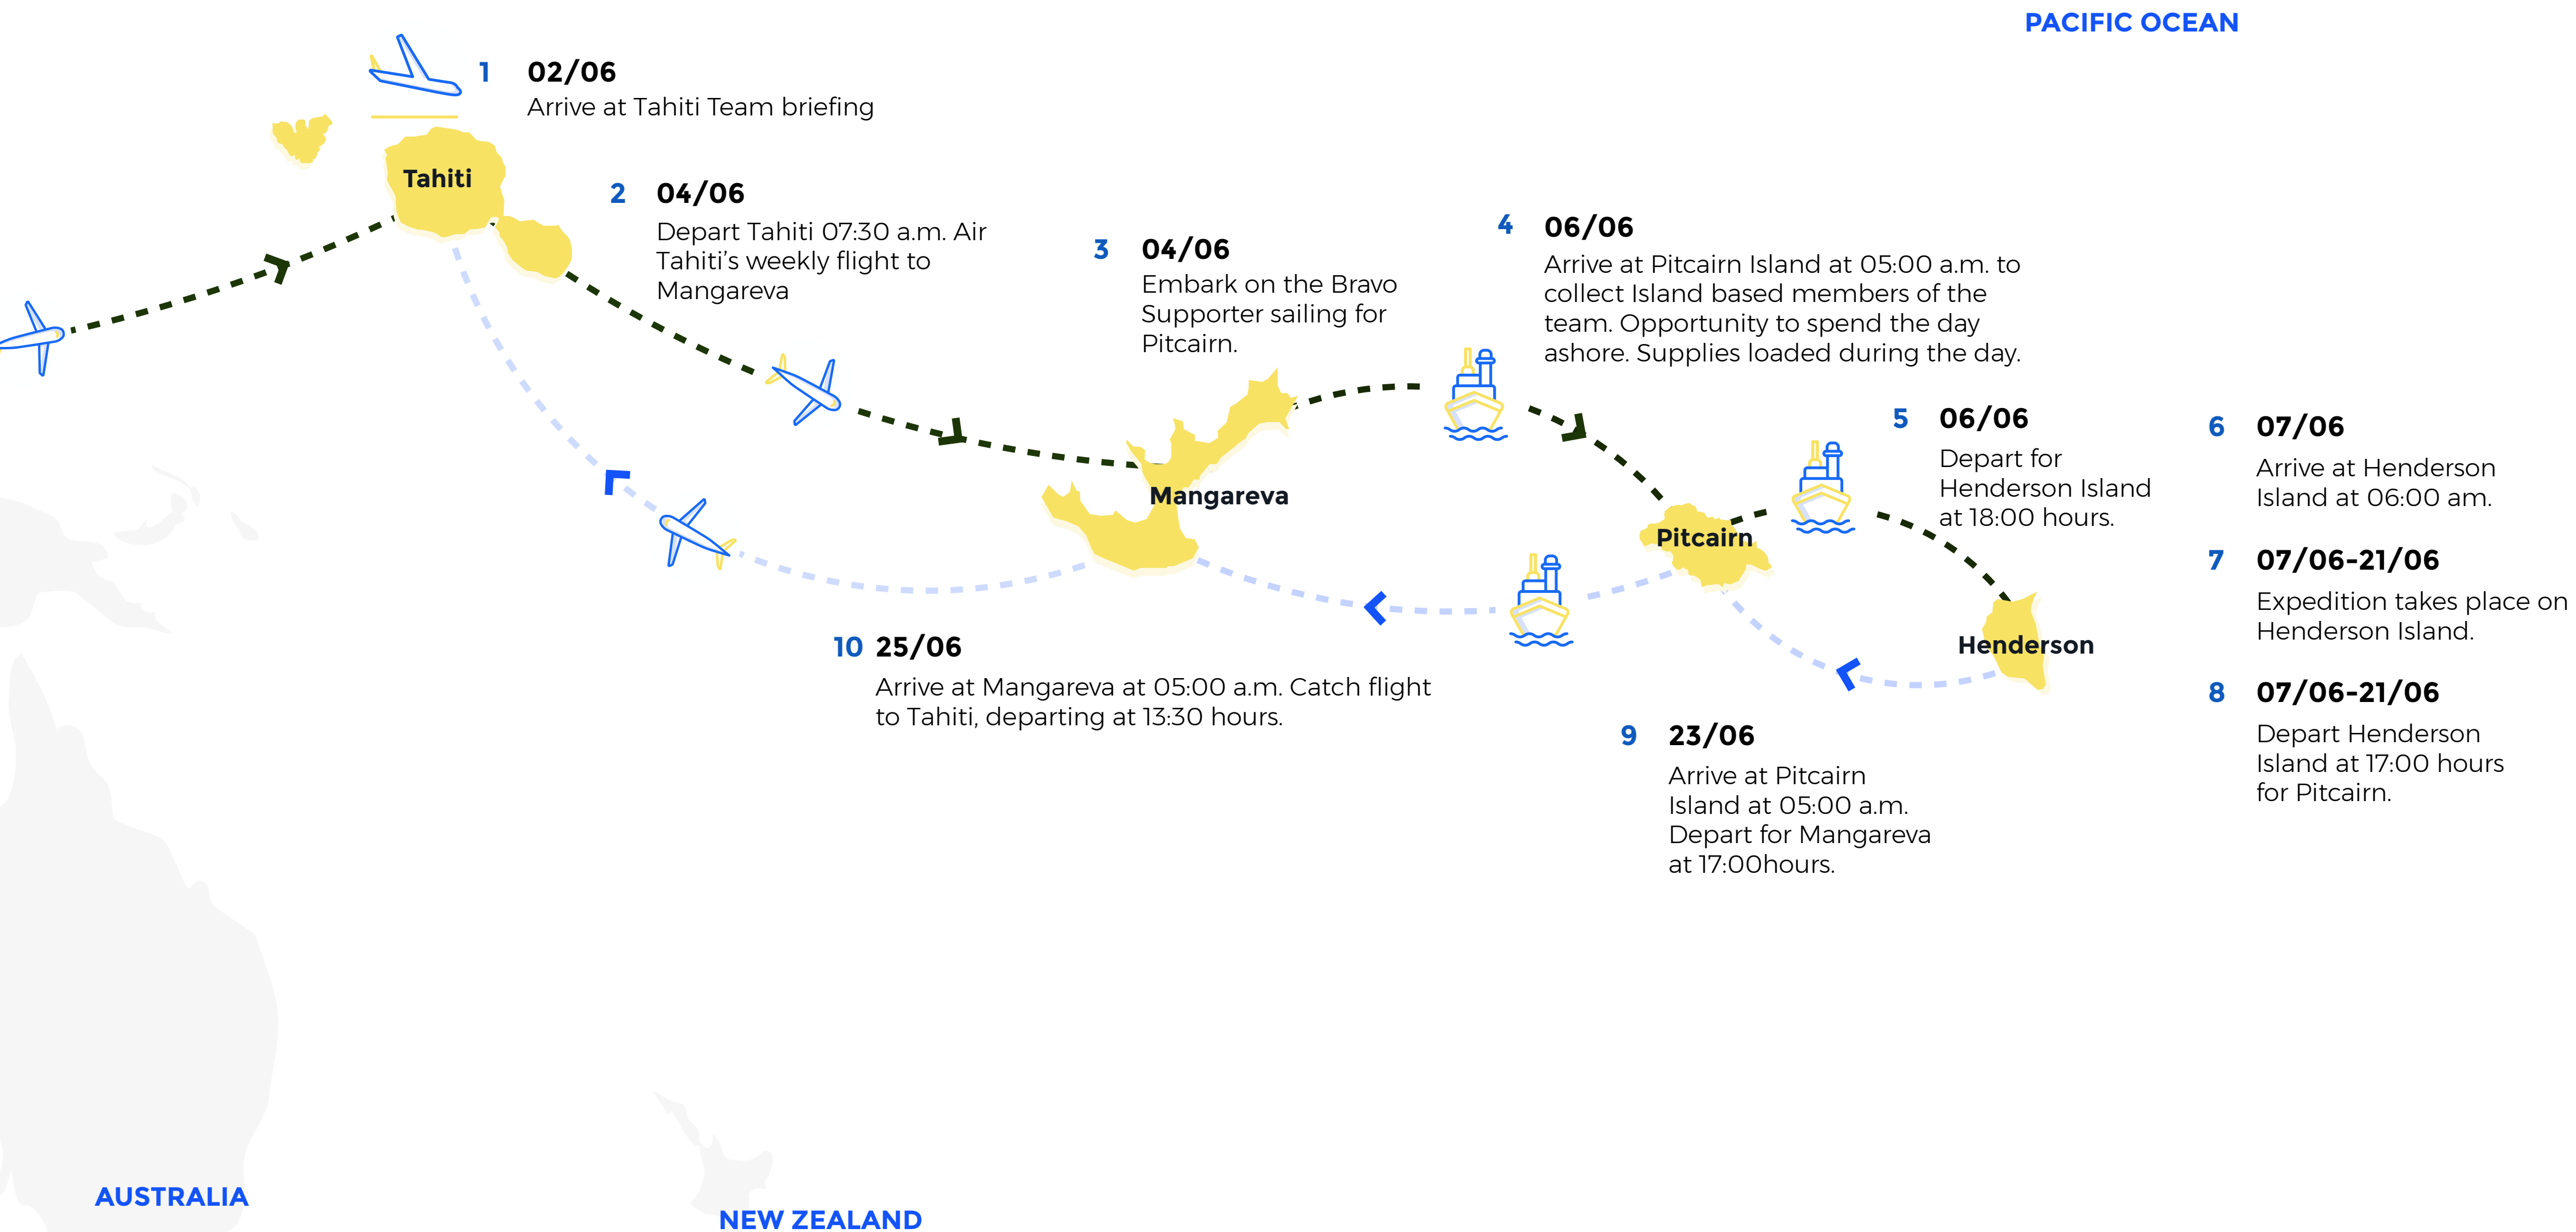 PACIFIC OCEAN
1 02/06
Arrive at Tahiti Team briefing
Tahiti
2 04/06
Depart Tahiti 07:30 a.m. Air
Tahiti’s weekly flight to
Mangareva
3 04/06
Embark on the Bravo
Supporter sailing for
Pitcairn.
4 06/06
Arrive at Pitcairn Island at 05:00 a.m. to
collect Island based members of the
team. Opportunity to spend the day
ashore. Supplies loaded during the day.
5 06/06
Depart for
Henderson Island
at 18:00 hours.
6 07/06
Arrive at Henderson
Island at 06:00 am.
Mangareva
Pitcairn
7 07/06-21/06
Expedition takes place on
Henderson Island.
Henderson
8 07/06-21/06
Depart Henderson
Island at 17:00 hours
for Pitcairn.
9 23/06
Arrive at Pitcairn
Island at 05:00 a.m.
Depart for Mangareva
at 17:00hours.
10 25/06
Arrive at Mangareva at 05:00 a.m. Catch flight
to Tahiti, departing at 13:30 hours.
AUSTRALIA
NEW ZEALAND